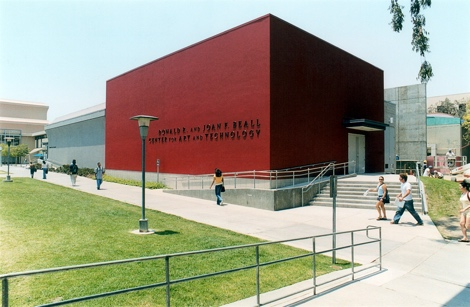 DONALD R. AND JOAN F. BEALL
CENTER FOR ART AND TECHNOLOGY